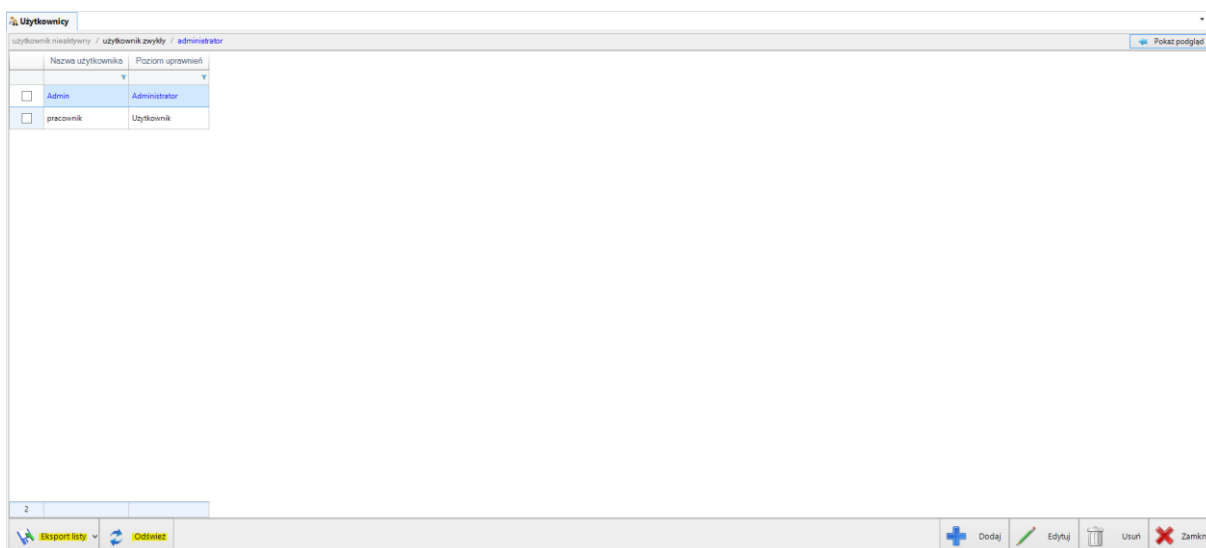 Użytkownicy
użytkownik nieaktywny / użytkownik zwykły / administrator
Pokaż podgląd
Nazwa użytkownika Poziom uprawnień
Admin Administrator
pracownik Użytkownik
2
Eksport listy Odśwież Dodaj Edytuj Usuń Zamkn